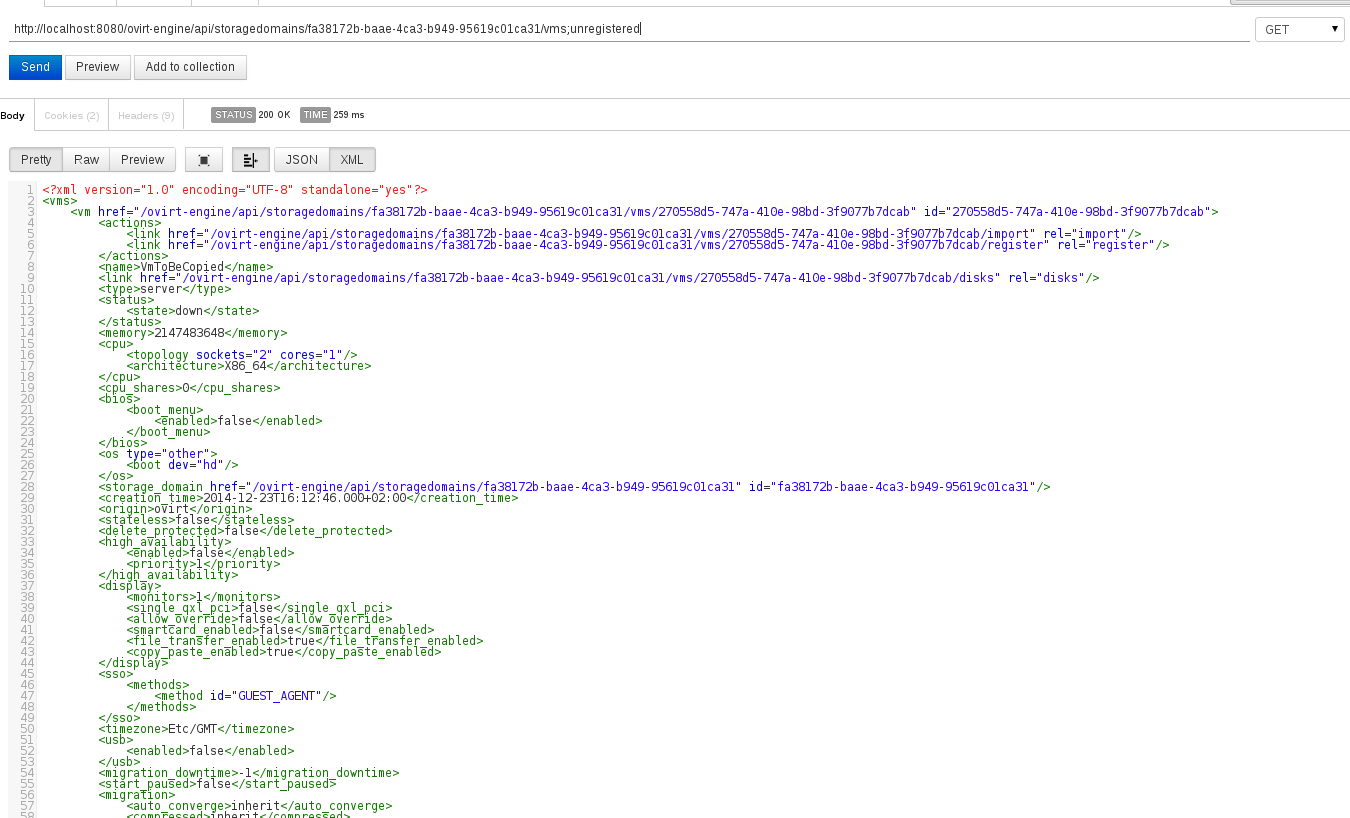 http://localhost:8080/ovirt-engine/api/storagedomains/fa38172b-baae-4ca3-b949-95619c01ca31/vms;unregistered
GET
Send
Preview
Add to collection
Body
Cookies (2)
Headers (9)
STATUS 200 OK
TIME 259 ms
Pretty
Raw
Preview
JSON
XML
1 <?xml version="1.0" encoding="UTF-8" standalone="yes"?>
2 <vms>
3 <vm href="/ovirt-engine/api/storagedomains/fa38172b-baae-4ca3-b949-95619c01ca31/vms/270558d5-747a-410e-98bd-3f9077b7dcab" id="270558d5-747a-410e-98bd-3f9077b7dcab">
4 <actions>
5 <link href="/ovirt-engine/api/storagedomains/fa38172b-baae-4ca3-b949-95619c01ca31/vms/270558d5-747a-410e-98bd-3f9077b7dcab/import" rel="import"/>
6 <link href="/ovirt-engine/api/storagedomains/fa38172b-baae-4ca3-b949-95619c01ca31/vms/270558d5-747a-410e-98bd-3f9077b7dcab/register" rel="register"/>
7 </actions>
8 <name>VmToBeCopied</name>
9 <link href="/ovirt-engine/api/storagedomains/fa38172b-baae-4ca3-b949-95619c01ca31/vms/270558d5-747a-410e-98bd-3f9077b7dcab/disks" rel="disks"/>
10 <type>server</type>
11 <status>
12 <state>down</state>
13 </status>
14 <memory>2147483648</memory>
15 <cpu>
16 <topology sockets="2" cores="1"/>
17 <architecture>X86_64</architecture>
18 </cpu>
19 <cpu_shares>0</cpu_shares>
20 <bios>
21 <boot_menu>
22 <enabled>false</enabled>
23 </boot_menu>
24 </bios>
25 <os type="other">
26 <boot dev="hd"/>
27 </os>
28 <storage_domain href="/ovirt-engine/api/storagedomains/fa38172b-baae-4ca3-b949-95619c01ca31" id="fa38172b-baae-4ca3-b949-95619c01ca31"/>
29 <creation_time>2014-12-23T16:12:46.000+02:00</creation_time>
30 <origin>ovirt</origin>
31 <stateless>false</stateless>
32 <delete_protected>false</delete_protected>
33 <high_availability>
34 <enabled>false</enabled>
35 <priority>1</priority>
36 </high_availability>
37 <display>
38 <monitors>1</monitors>
39 <single_qxl_pci>false</single_qxl_pci>
40 <allow_override>false</allow_override>
41 <smartcard_enabled>false</smartcard_enabled>
42 <file_transfer_enabled>true</file_transfer_enabled>
43 <copy_paste_enabled>true</copy_paste_enabled>
44 </display>
45 <sso>
46 <methods>
47 <method id="GUEST_AGENT"/>
48 </methods>
49 </sso>
50 <timezone>Etc/GMT</timezone>
51 <usb>
52 <enabled>false</enabled>
53 </usb>
54 <migration_downtime>-1</migration_downtime>
55 <start_paused>false</start_paused>
56 <migration>
57 <auto_converge>inherit</auto_converge>
58 <compressed>inherit</compressed>